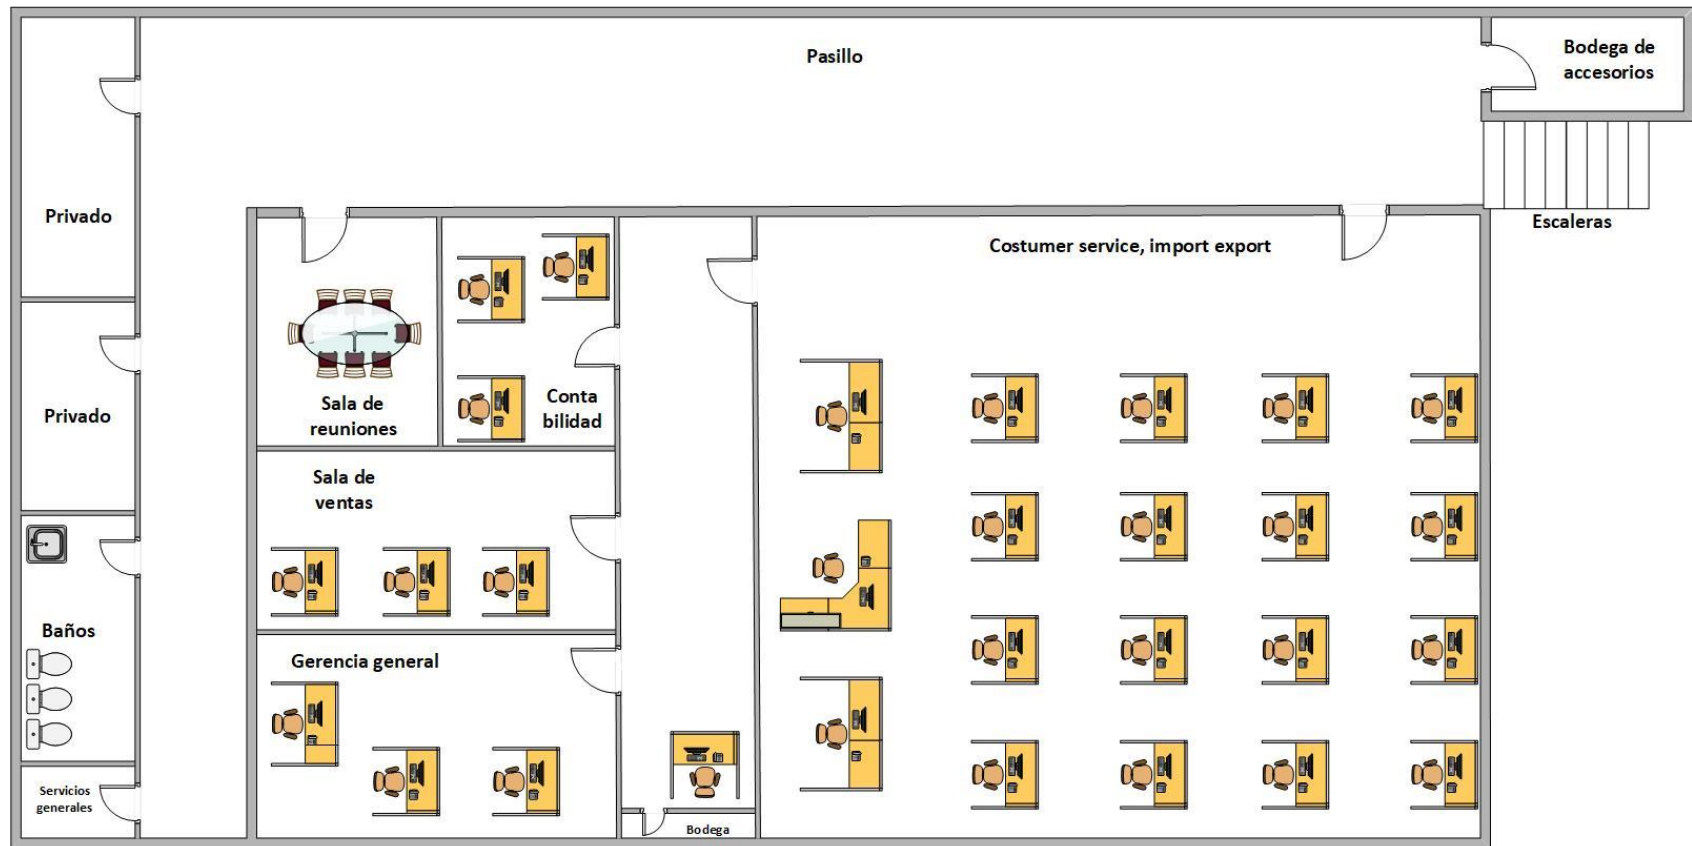 Pasillo
Bodega de
accesorios
Privado
Escaleras
Costumer service, import export
Privado
Sala de
reuniones
Conta
bilidad
Sala de
ventas
Baños
Gerencia general
Servicios
generales
Bodega